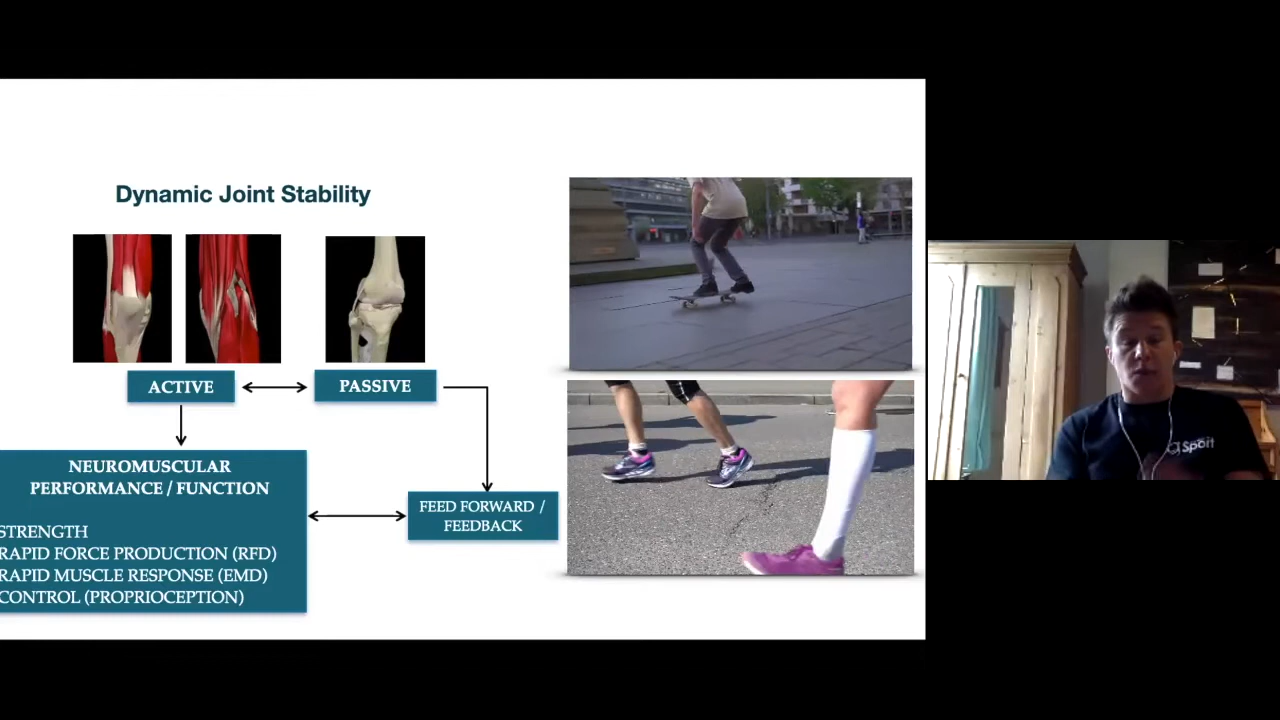 Dynamic Joint Stability
ACTIVE
PASSIVE
NEUROMUSCULAR
PERFORMANCE / FUNCTION
FEED FORWARD /
FEEDBACK
STRENGTH
RAPID FORCE PRODUCTION (RFD)
RAPID MUSCLE RESPONSE (EMD)
CONTROL (PROPRIOCEPTION)
Sport